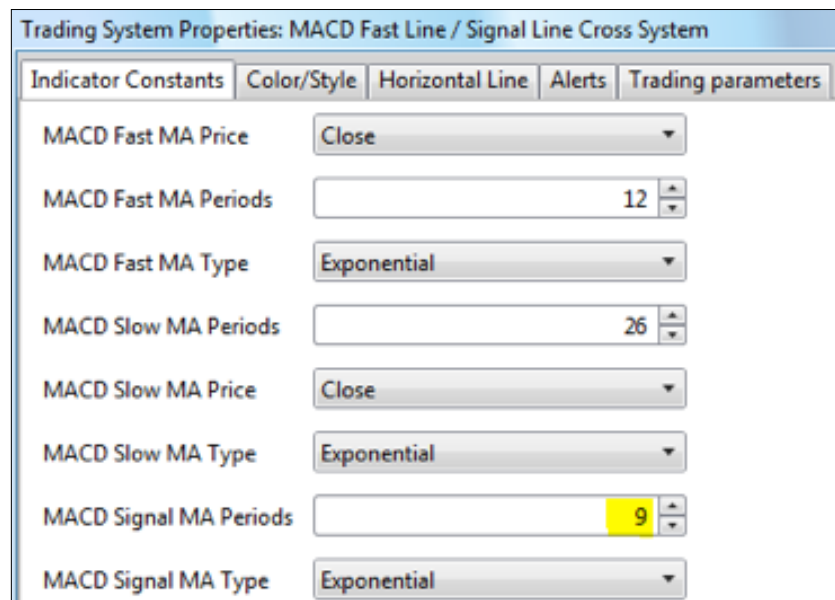 Trading System Properties: MACD Fast Line / Signal Line Cross System
Indicator Constants Color/Style Horizontal Line Alerts Trading parameters
MACD Fast MA Price Close
MACD Fast MA Periods 12
MACD Fast MA Type Exponential
MACD Slow MA Periods 26
MACD Slow MA Price Close
MACD Slow MA Type Exponential
MACD Signal MA Periods 9
MACD Signal MA Type Exponential